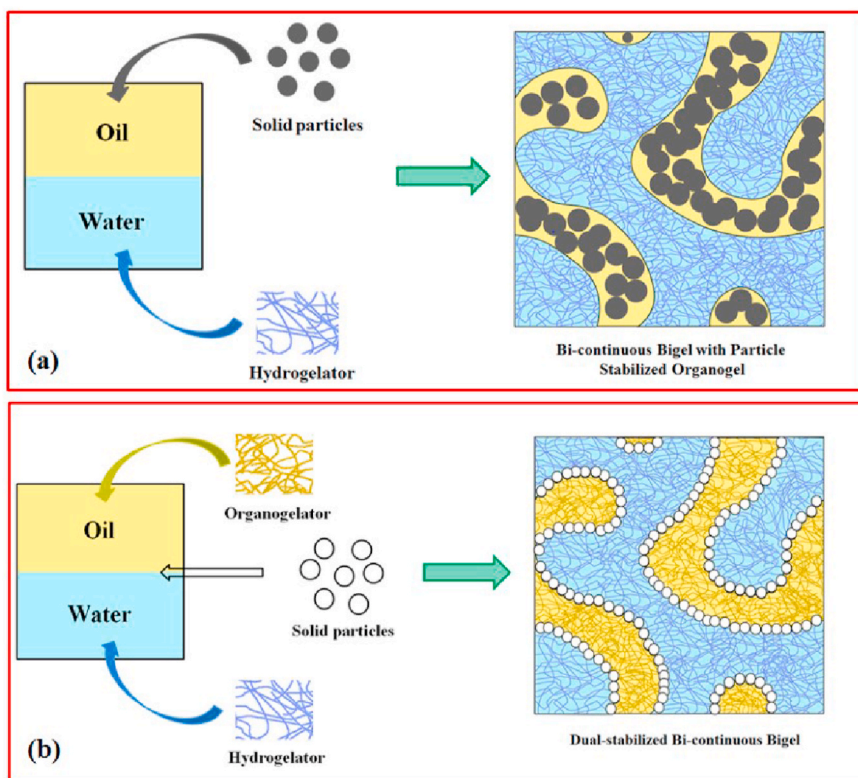 Solid particles
Oil
Water
Hydrogelator
Bi-continuous Bigel with Particle
Stabilized Organogel
(a)
Organogelator
Oil
Solid particles
Water
Hydrogelator
Dual-stabilized Bi-continuous Bigel
(b)